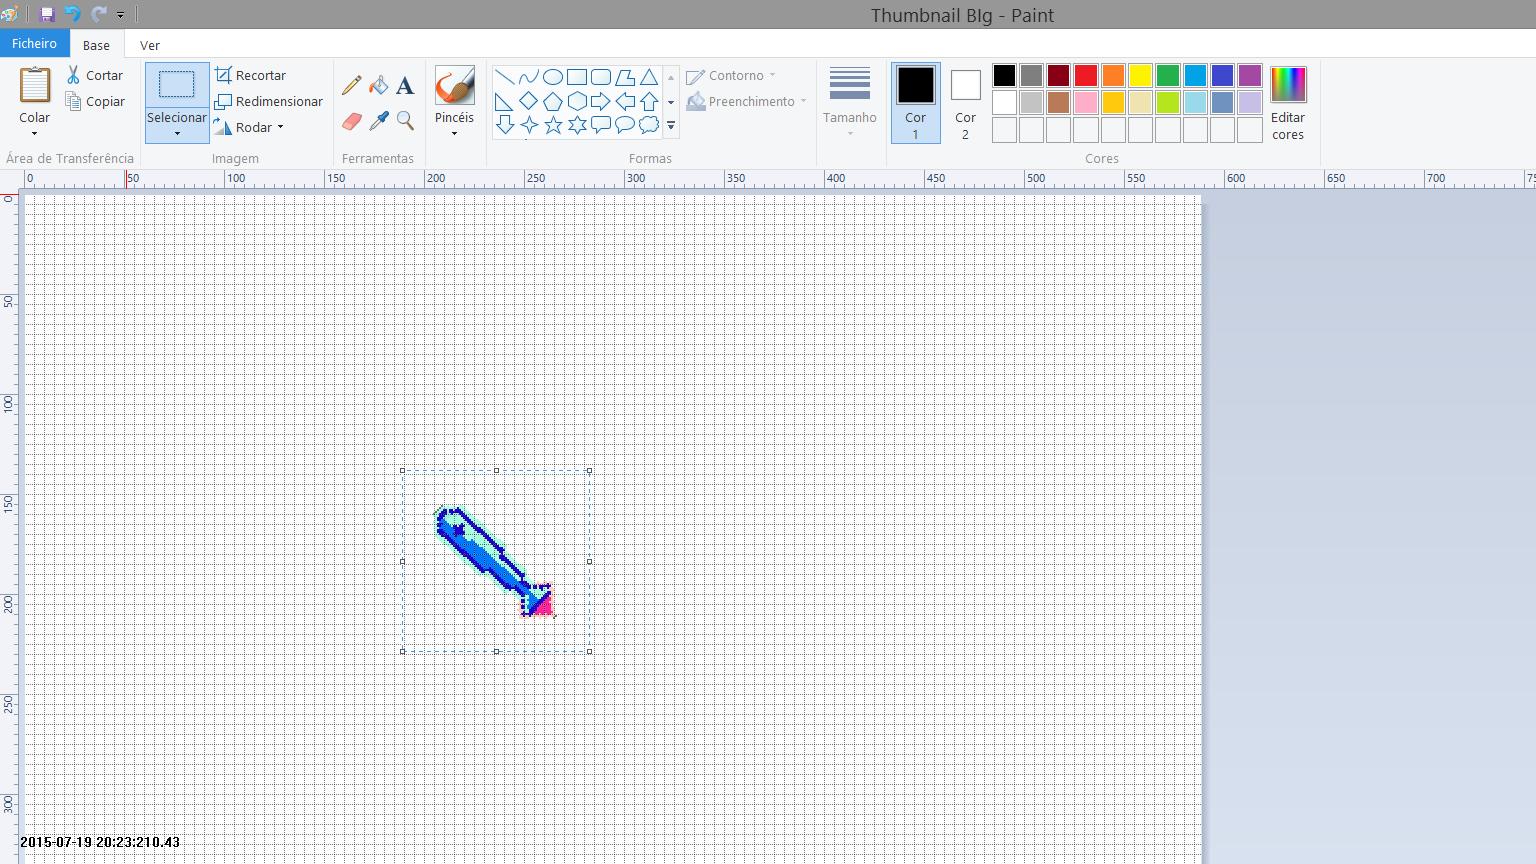 Thumbnail BIg - Paint
Ficheiro Base Ver
Colar
Cortar
Copiar
Área de Transferência
Selecionar
Recortar
Redimensionar
Rodar
Imagem
A
Ferramentas
Pincéis
Contorno
Preenchimento
Formas
Tamanho
Cor
1
Cor
2
Editar
cores
Cores
0 50 100 150 200 250 300 350 400 450 500 550 600 650 700 75
0
50
100
150
200
250
300
2015-07-19 20:23:210.43